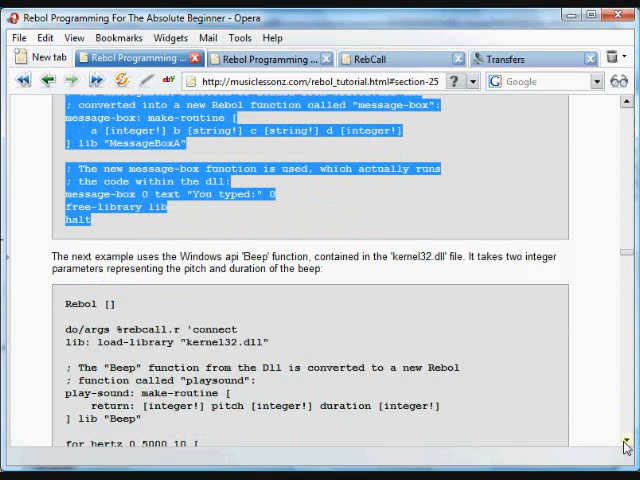 Rebol Programming For The Absolute Beginner - Opera
File Edit View Bookmarks Widgets Feeds Tools Help
New tab Rebol Programming ... Rebol Programming ... RebCall Transfers
http://musiclessonz.com/rebol_tutorial.html#section-25 ? Google
; converted into a new Rebol function called "message-box":
message-box: make-routine [
a [integer!] b [string!] c [string!] d [integer!]
] lib "MessageBoxA"
; The new message-box function is used, which actually runs
; the code within the dll:
message-box 0 text "You typed:" 0
free-library lib
halt
The next example uses the Windows api 'Beep' function, contained in the 'kernel32.dll' file. It takes two integer
parameters representing the pitch and duration of the beep:
Rebol []
do/args %rebcall.r 'connect
lib: load-library "kernel32.dll"
; The "Beep" function from the Dll is converted to a new Rebol
; function called "playsound":
play-sound: make-routine [
return: [integer!] pitch [integer!] duration [integer!]
] lib "Beep"
for hertz 0 5000 10 [